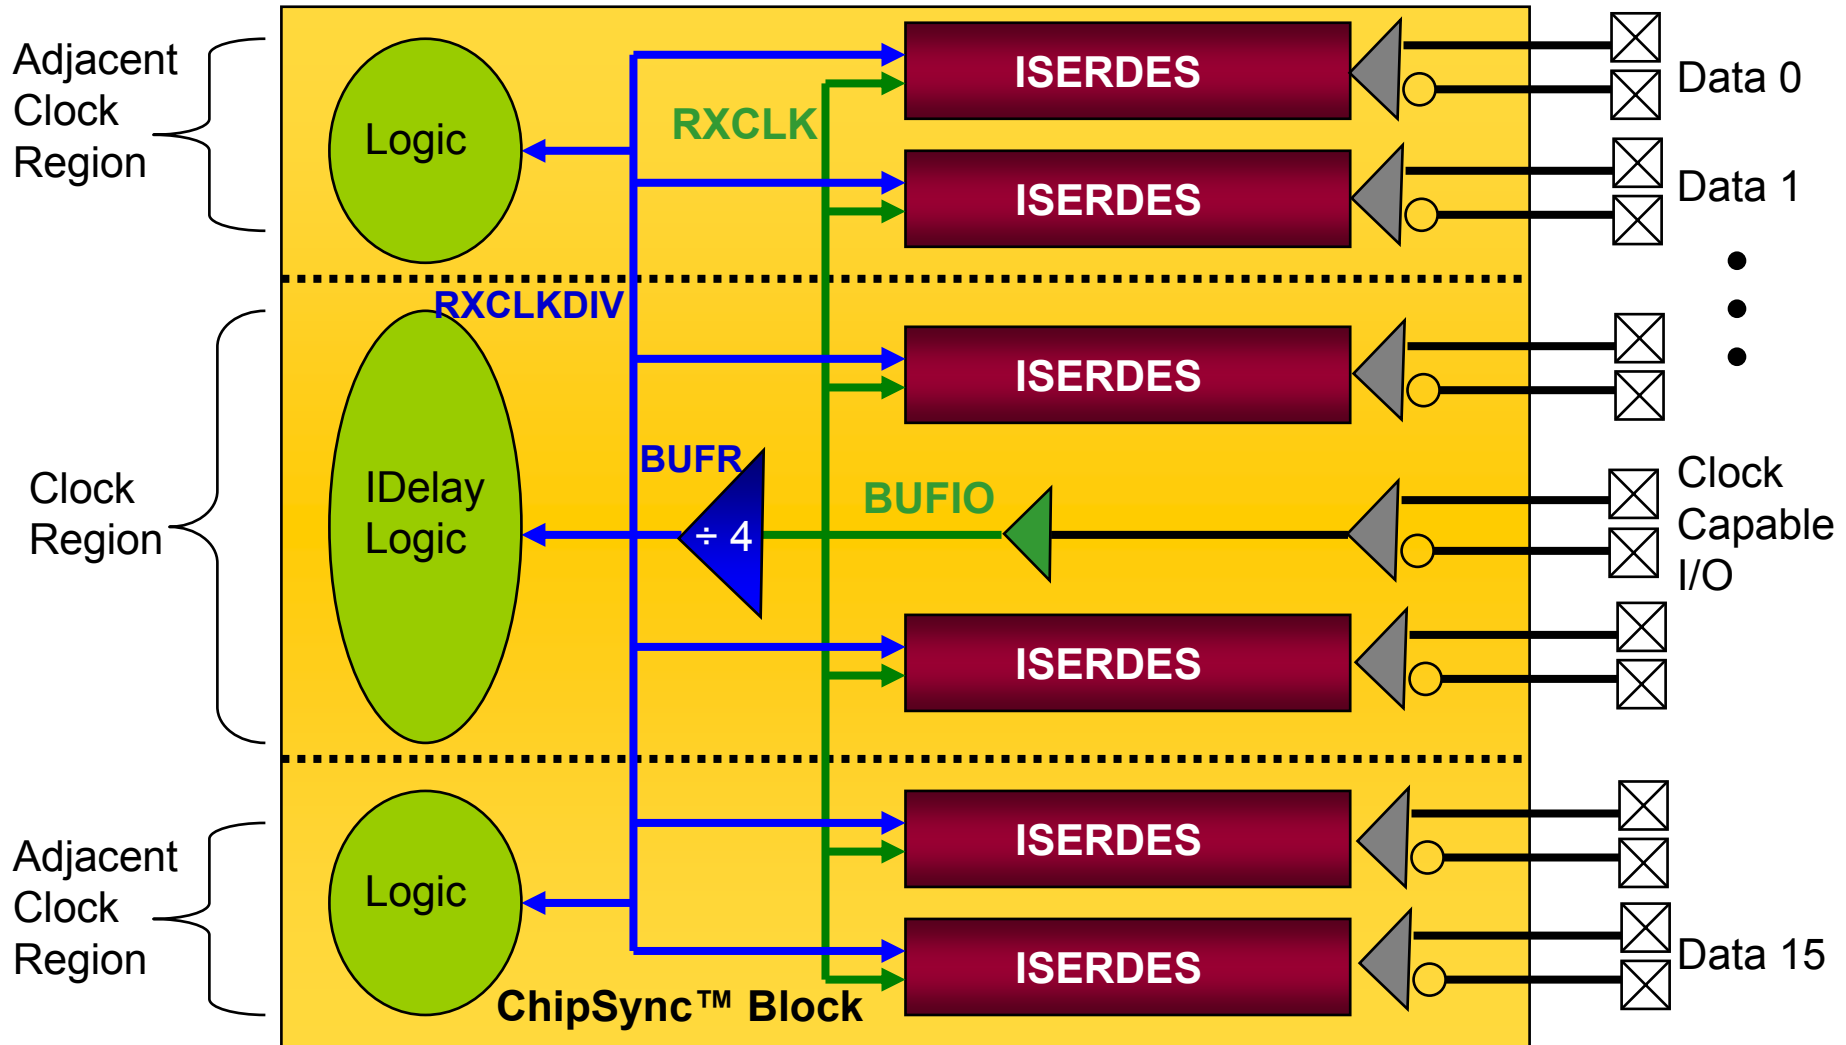 Adjacent
Clock
Region
Logic
RXCLK
ISERDES
Data 0
ISERDES
Data 1
RXCLKDIV
ISERDES
Clock
Region
IDelay
Logic
BUFR
÷ 4
BUFIO
Clock
Capable
I/O
ISERDES
Adjacent
Clock
Region
Logic
ISERDES
ISERDES
Data 15
ChipSync™ Block